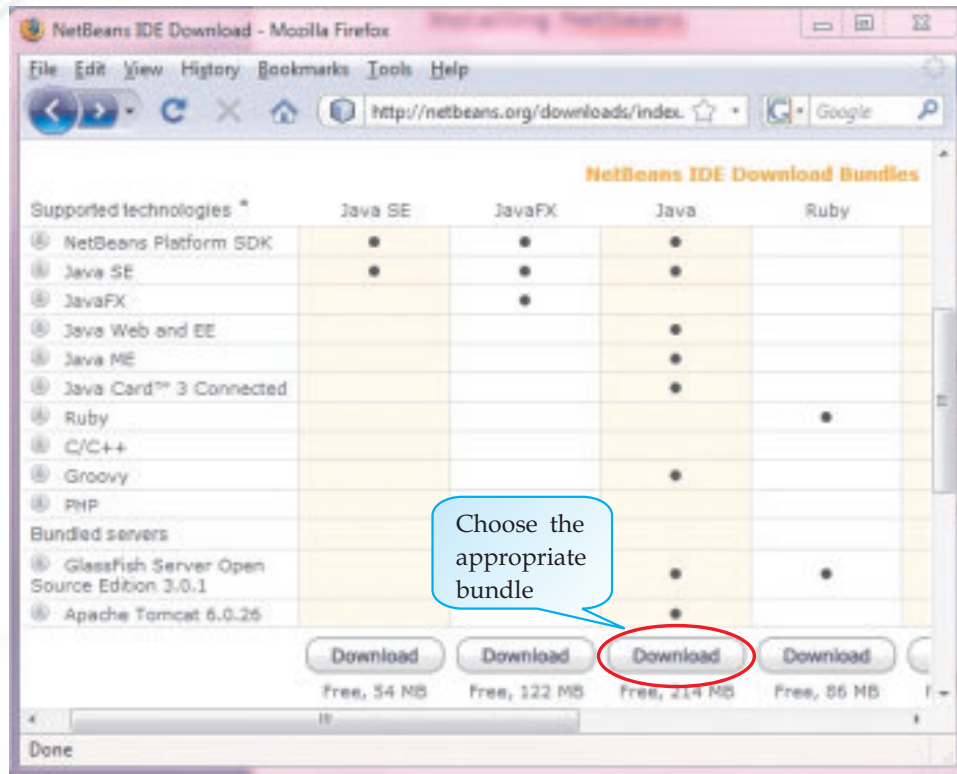 Installing NetBeans
NetBeans IDE Download - Mozilla Firefox
File Edit View History Bookmarks Tools Help
http://netbeans.org/downloads/index. Google
NetBeans IDE Download Bundles
Supported technologies * Java SE JavaFX Java Ruby
NetBeans Platform SDK
Java SE
JavaFX
Java Web and EE
Java ME
Java Card™ 3 Connected
Ruby
C/C++
Groovy
PHP
Bundled servers
GlassFish Server Open
Source Edition 3.0.1
Apache Tomcat 6.0.26
Choose the
appropriate
bundle
Download Download Download Download
Free, 54 MB Free, 122 MB Free, 214 MB Free, 86 MB F
Done